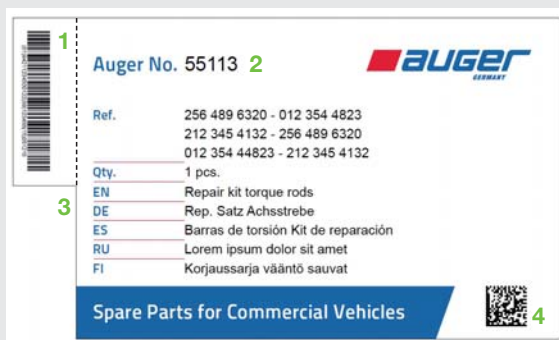 1
Auger No. 55113 2
auger
GERMANY
Ref. 256 489 6320 - 012 354 4823
212 345 4132 - 256 489 6320
012 354 44823 - 212 345 4132
Qty. 1 pcs.
3
EN Repair kit torque rods
DE Rep. Satz Achsstrebe
ES Barras de torsión Kit de reparación
RU Lorem ipsum dolor sit amet
FI Korjaussarja vääntö sauvat
Spare Parts for Commercial Vehicles
4